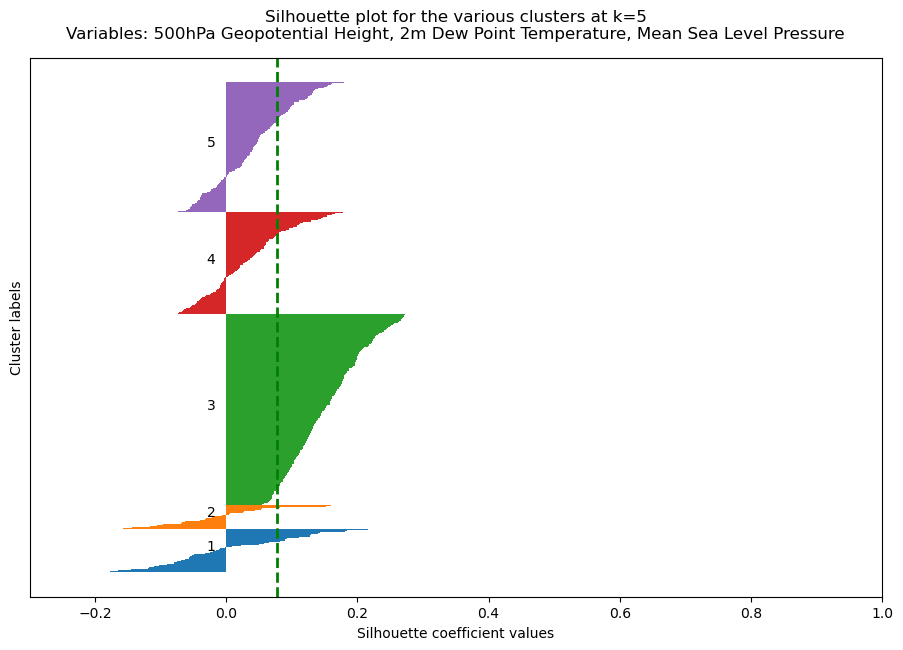 Silhouette plot for the various clusters at k=5
Variables: 500hPa Geopotential Height, 2m Dew Point Temperature, Mean Sea Level Pressure
Cluster labels
5
4
3
2
1
−0.2 0.0 0.2 0.4 0.6 0.8 1.0
Silhouette coefficient values